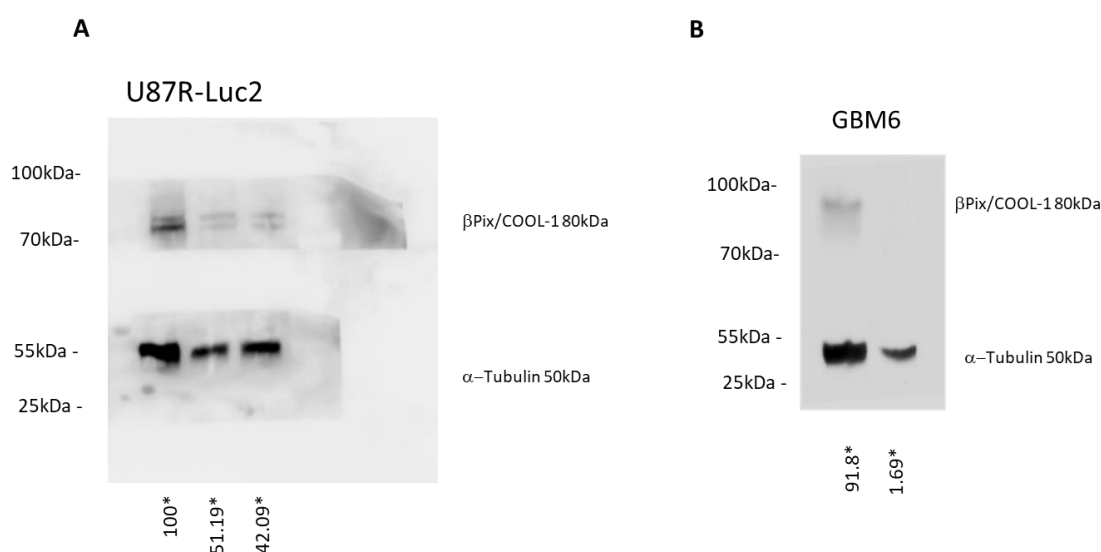 A
U87R-Luc2
100kDa-
70kDa-
55kDa -
25kDa -
βPix/COOL-1 80kDa
α–Tubulin 50kDa
100*
51.19*
42.09*
B
GBM6
100kDa-
70kDa-
55kDa -
25kDa -
βPix/COOL-1 80kDa
α–Tubulin 50kDa
91.8*
1.69*